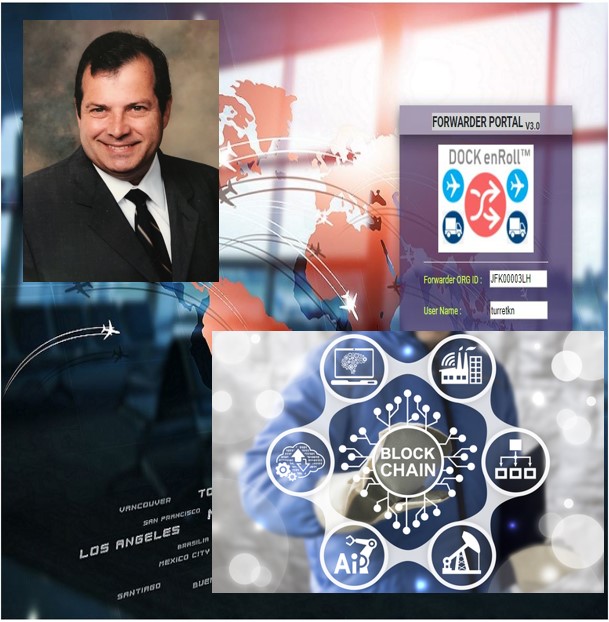 FORWARDER PORTAL V3.0
DOCK enRoll™
Forwarder ORG ID : JFK00003LH
User Name : turretkn
BLOCK
CHAIN
Ai
VANCOUVER
SAN FRANCISCO
LOS ANGELES
BRASILIA
MEXICO CITY
SANTIAGO